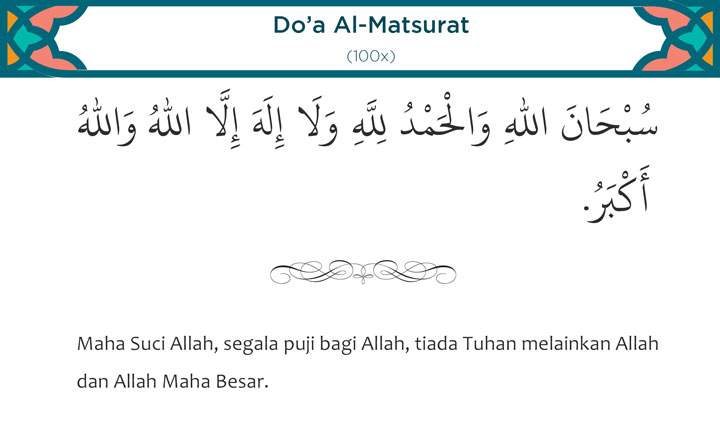 Do’a Al-Matsurat
(100x)
سُبْحَانَ اللهِ وَالْحَمْدُ لِلَّهِ وَلَا إِلَهَ إِلَّا اللهُ وَاللهُ
أَكْبَرُ.
Maha Suci Allah, segala puji bagi Allah, tiada Tuhan melainkan Allah
dan Allah Maha Besar.